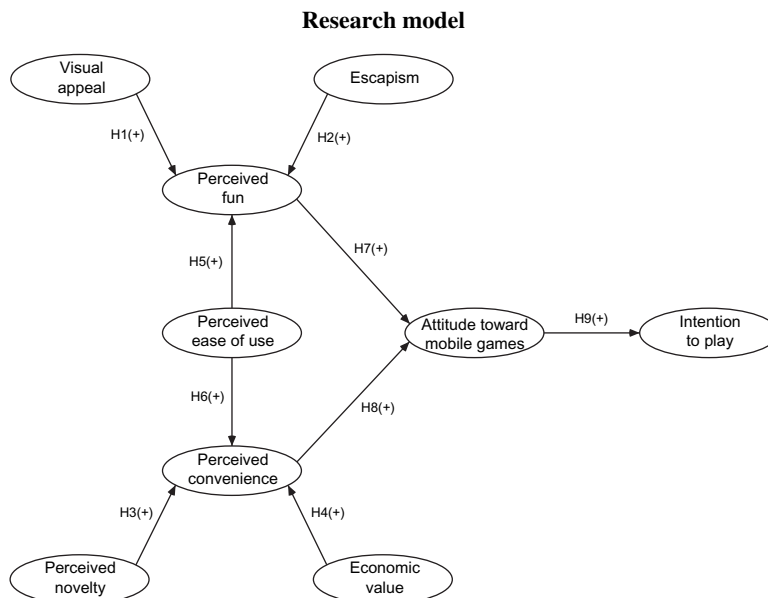 Research model
Visual
appeal
Escapism
H1(+)
H2(+)
Perceived
fun
H5(+)
H7(+)
Perceived
ease of use
Attitude toward
mobile games
H9(+)
Intention
to play
H6(+)
H8(+)
Perceived
convenience
H3(+)
H4(+)
Perceived
novelty
Economic
value